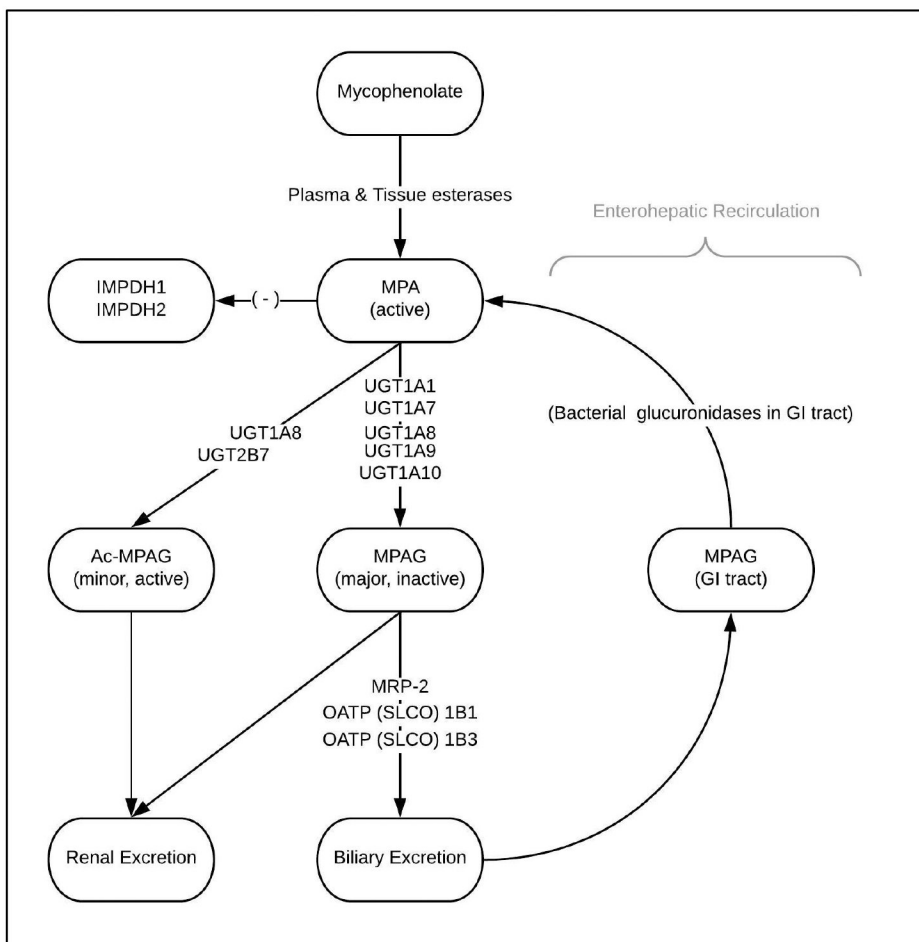 Mycophenolate
Plasma & Tissue esterases
Enterohepatic Recirculation
IMPDH1
IMPDH2
( - )
MPA
(active)
UGT1A1
UGT1A7
UGT1A8
UGT1A9
UGT1A10
UGT1A8
UGT2B7
(Bacterial glucuronidases in GI tract)
Ac-MPAG
(minor, active)
MPAG
(major, inactive)
MPAG
(GI tract)
MRP-2
OATP (SLCO) 1B1
OATP (SLCO) 1B3
Renal Excretion
Biliary Excretion